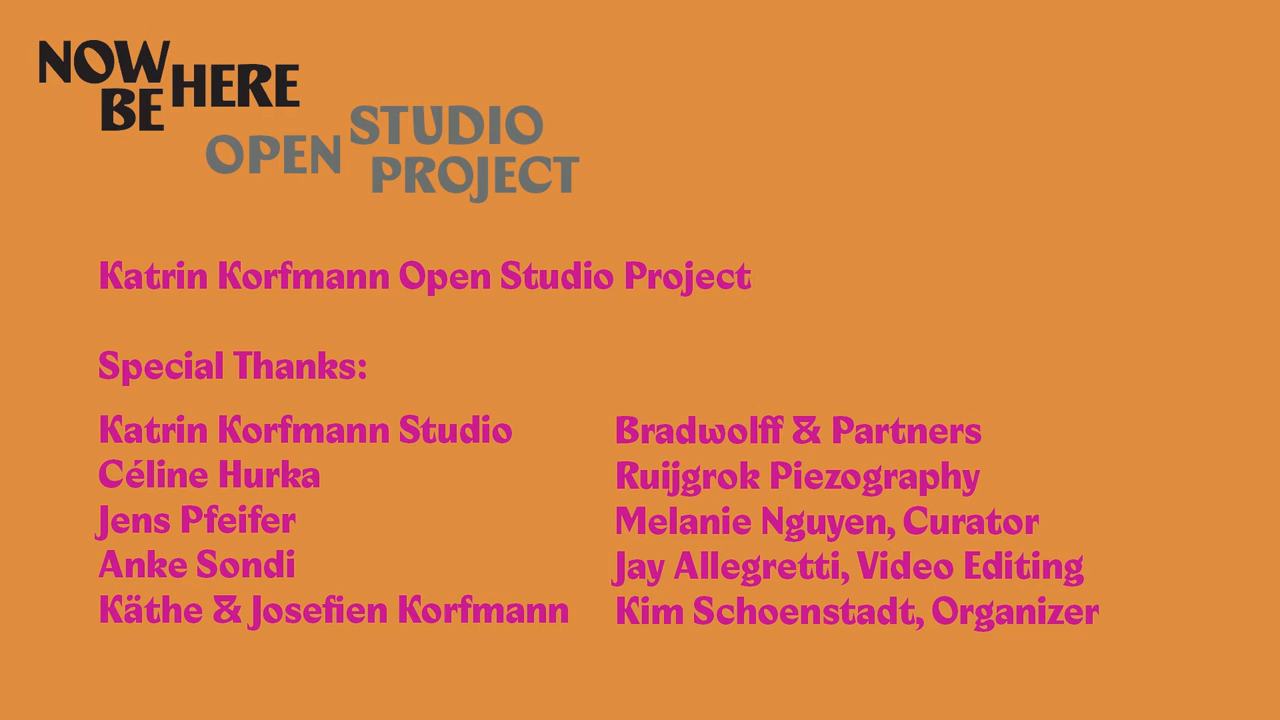 NOW
HERE
BE
OPEN
STUDIO
PROJECT
Katrin Korfmann Open Studio Project
Special Thanks:
Katrin Korfmann Studio
Céline Hurka
Jens Pfeifer
Anke Sondi
Käthe & Josefien Korfmann
Bradwolff & Partners
Ruijgrok Piezography
Melanie Nguyen, Curator
Jay Allegretti, Video Editing
Kim Schoenstadt, Organizer